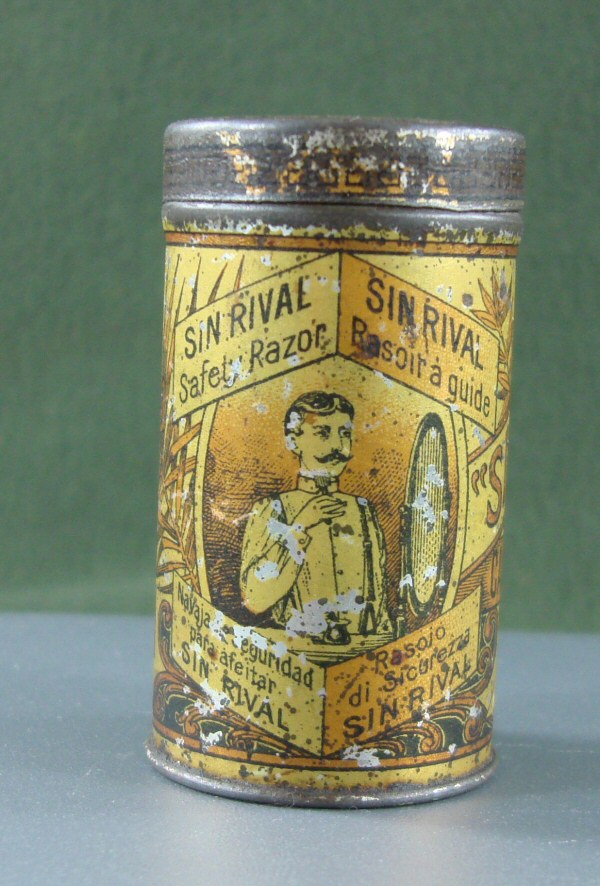 SIN RIVAL
Safety Razor
SIN RIVAL
Rasoir à guide
Navaja de seguridad
para afeitar
SIN RIVAL
Rasoio
di Sicurezza
SIN RIVAL